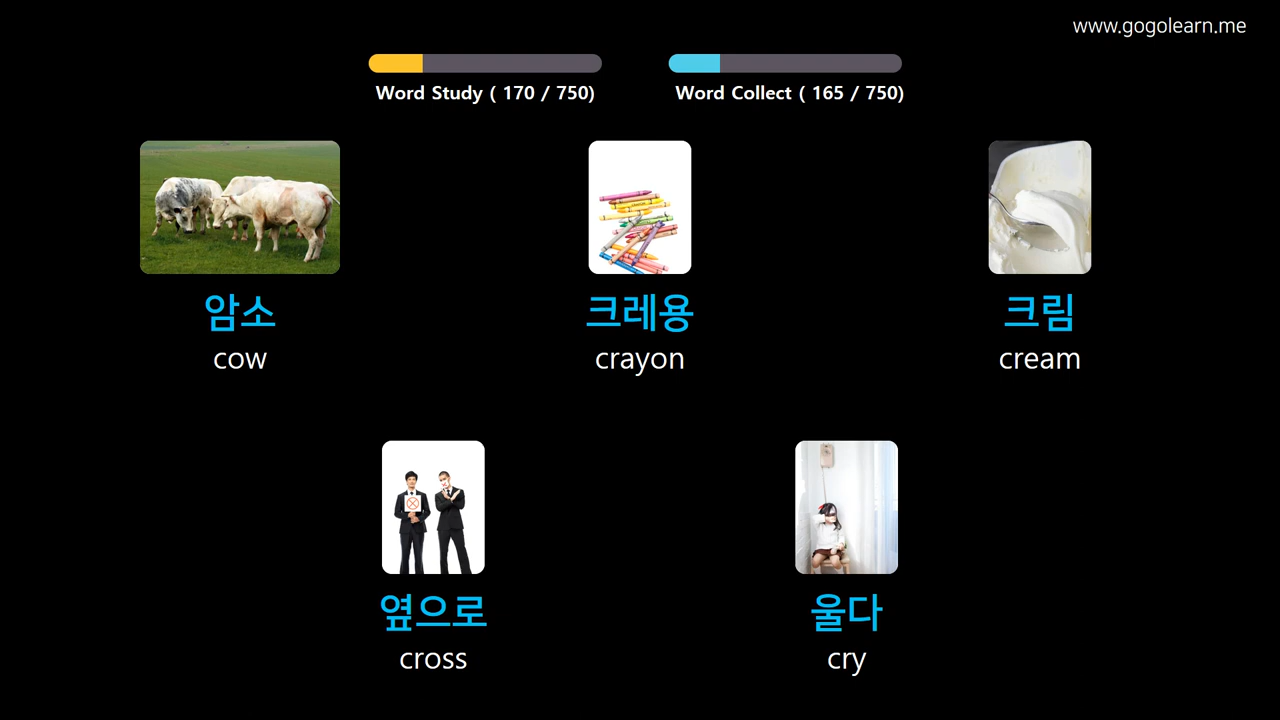 www.gogolearn.me
Word Study ( 170 / 750)
Word Collect ( 165 / 750)
암소
cow
크레용
crayon
크림
cream
옆으로
cross
울다
cry